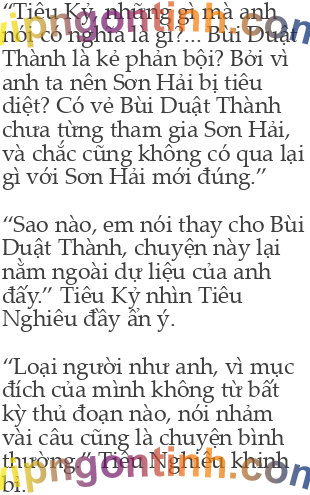 “Tiêu Kỷ, những gì mà anh
nói có nghĩa là gì?... Bùi Duật
Thành là kẻ phản bội? Bởi vì
anh ta nên Sơn Hải bị tiêu
diệt? Có vẻ Bùi Duật Thành
chưa từng tham gia Sơn Hải,
và chắc cũng không có qua lại
gì với Sơn Hải mới đúng.”

“Sao nào, em nói thay cho Bùi
Duật Thành, chuyện này lại
nằm ngoài dự liệu của anh
đấy.” Tiêu Kỷ nhìn Tiêu
Nghiêu đầy ẩn ý.

“Loại người như anh, vì mục
đích của mình không từ bất
kỳ thủ đoạn nào, nói nhảm
vài câu cũng là chuyện bình
thường.” Tiêu Nghiêu khinh
bỉ.
vipngontinh.com
vipngontinh.com